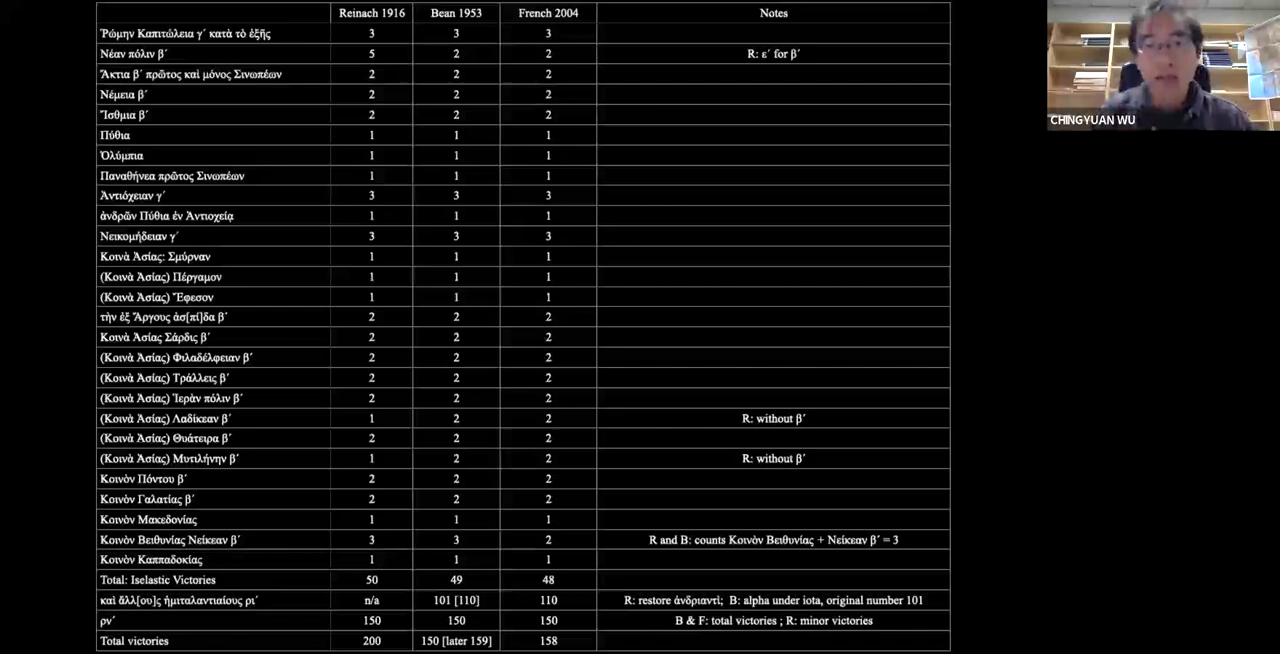 Reinach 1916 Bean 1953 French 2004 Notes
Ῥώμην Καπιτώλεια γ΄ κατὰ τὸ ἑξῆς 3 3 3
Νέαν πόλιν β΄ 5 2 2 R: ε΄ for β΄
Ἄκτια β΄ πρῶτος καὶ μόνος Σινωπέων 2 2 2
Νέμεια β΄ 2 2 2
Ἴσθμια β΄ 2 2 2
Πύθια 1 1 1
Ὀλύμπια 1 1 1
Παναθήνεα πρῶτος Σινωπέων 1 1 1
Ἀντιόχειαν γ΄ 3 3 3
ἀνδρῶν Πύθια ἐν Ἀντιοχείᾳ 1 1 1
Νεικομήδειαν γ΄ 3 3 3
Κοινὰ Ἀσίας: Σμύρναν 1 1 1
(Κοινὰ Ἀσίας) Πέργαμον 1 1 1
(Κοινὰ Ἀσίας) Ἔφεσον 1 1 1
τὴν ἐξ Ἄργους ἀσ[πί]δα β΄ 2 2 2
Κοινὰ Ἀσίας Σάρδις β΄ 2 2 2
(Κοινὰ Ἀσίας) Φιλαδέλφειαν β΄ 2 2 2
(Κοινὰ Ἀσίας) Τράλλεις β΄ 2 2 2
(Κοινὰ Ἀσίας) Ἱερὰν πόλιν β΄ 2 2 2
(Κοινὰ Ἀσίας) Λαδίκεαν β΄ 1 2 2 R: without β΄
(Κοινὰ Ἀσίας) Θυάτειρα β΄ 2 2 2
(Κοινὰ Ἀσίας) Μυτιλήνην β΄ 1 2 2 R: without β΄
Κοινὸν Πόντου β΄ 2 2 2
Κοινὸν Γαλατίας β΄ 2 2 2
Κοινὸν Μακεδονίας 1 1 1
Κοινὸν Βειθυνίας Νείκεαν β΄ 3 3 2 R and B: counts Κοινὸν Βειθυνίας + Νείκεαν β΄ = 3
Κοινὸν Καππαδοκίας 1 1 1
Total: Iselastic Victories 50 49 48
καὶ ἄλλ[ου]ς ἡμιταλαντιαίους ρι΄ n/a 101 [110] 110 R: restore ἀνδριαντὶ; B: alpha under iota, original number 101
ρν΄ 150 150 150 B & F: total victories ; R: minor victories
Total victories 200 150 [later 159] 158
CHINGYUAN WU